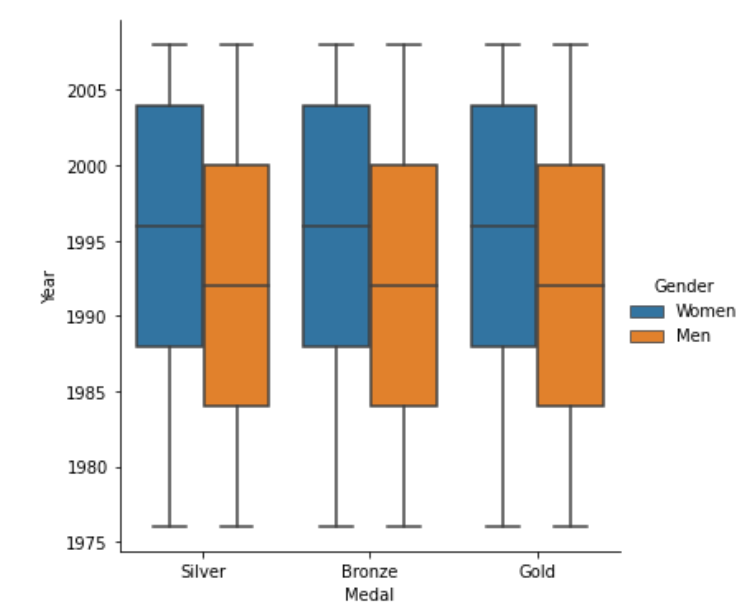 2005
2000
1995
1990
1985
1980
1975
Year
Silver Bronze Gold
Medal
Gender
Women
Men